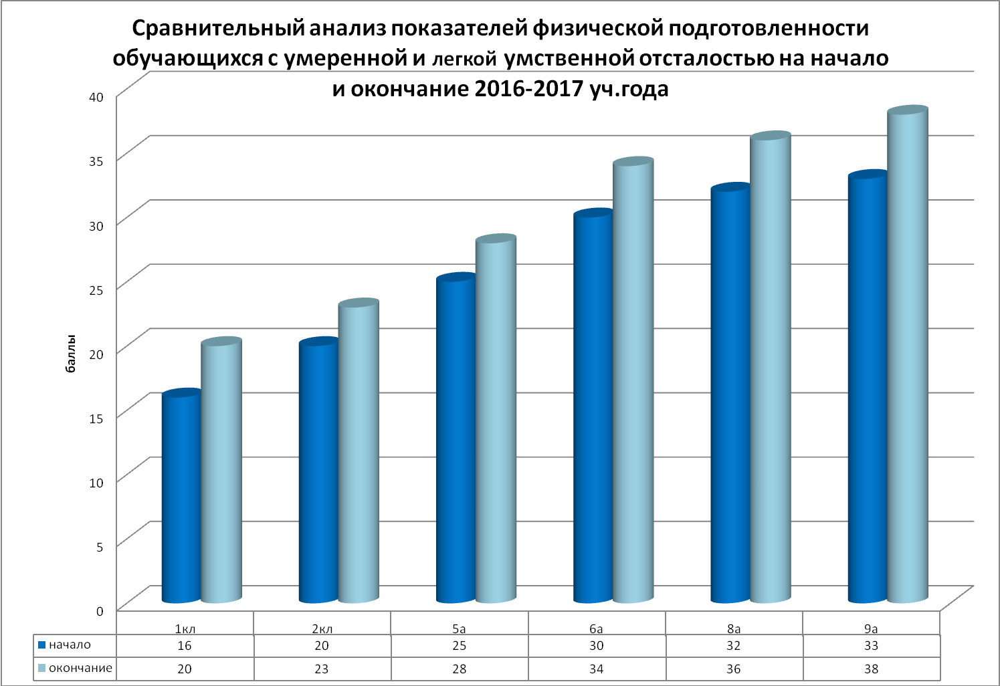 Сравнительный анализ показателей физической подготовленности
обучающихся с умеренной и легкой умственной отсталостью на начало
и окончание 2016-2017 уч.года
40
35
30
25
20
15
10
5
0
баллы
1кл 2кл 5а 6а 8а 9а
начало 16 20 25 30 32 33
окончание 20 23 28 34 36 38